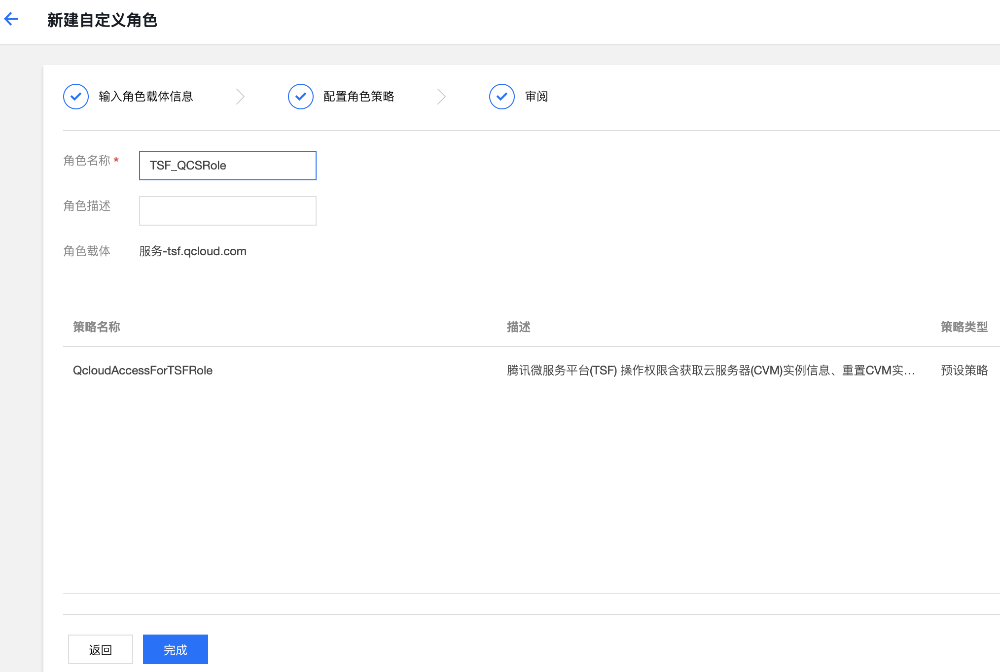 新建自定义角色
输入角色载体信息 配置角色策略 审阅
角色名称 * TSF_QCSRole
角色描述
角色载体 服务-tsf.qcloud.com
策略名称 描述 策略类型
QcloudAccessForTSFRole 腾讯微服务平台(TSF) 操作权限含获取云服务器(CVM)实例信息、重置CVM实... 预设策略
返回 完成